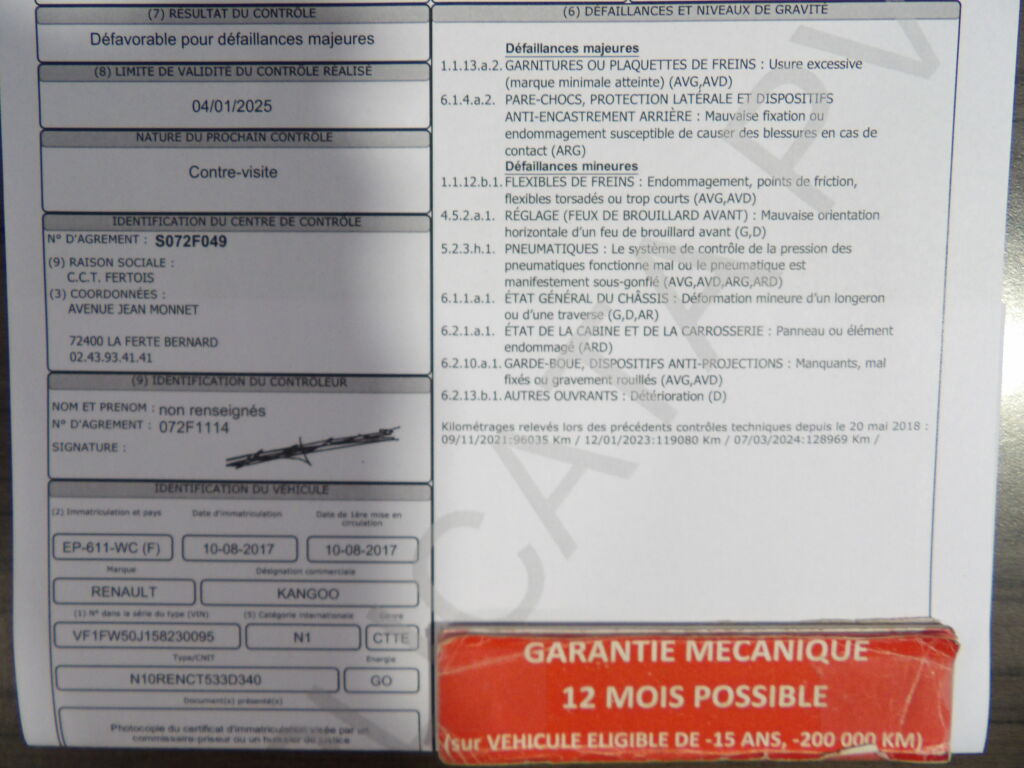 (7) RÉSULTAT DU CONTRÔLE
Défavorable pour défaillances majeures
(8) LIMITE DE VALIDITÉ DU CONTRÔLE RÉALISÉ
04/01/2025
NATURE DU PROCHAIN CONTRÔLE
Contre-visite
IDENTIFICATION DU CENTRE DE CONTRÔLE
N° D'AGREMENT : S072F049
(9) RAISON SOCIALE :
C.C.T. FERTOIS
(3) COORDONNÉES :
AVENUE JEAN MONNET
72400 LA FERTE BERNARD
02.43.93.41.41
(9) IDENTIFICATION DU CONTRÔLEUR
NOM ET PRENOM : non renseignés
N° D'AGREMENT : 072F1114
SIGNATURE :
IDENTIFICATION DU VÉHICULE
(2) Immatriculation et pays
Date d'immatriculation
Date de 1ère mise en
circulation
EP-611-WC (F)
10-08-2017
10-08-2017
Marque
Désignation commerciale
RENAULT
KANGOO
(1) N° dans la série du type (VIN)
(5) Catégorie internationale
Genre
VF1FW50J158230095
N1
CTTE
Type/CNIT
Energie
N10RENCT533D340
GO
Document(s) présenté(s)
Photocopie du certificat d'immatriculation visée par un
commissaire-priseur ou un huissier de justice
(6) DÉFAILLANCES ET NIVEAUX DE GRAVITÉ
Défaillances majeures
1.1.13.a.2. GARNITURES OU PLAQUETTES DE FREINS : Usure excessive
(marque minimale atteinte) (AVG,AVD)
6.1.4.a.2. PARE-CHOCS, PROTECTION LATÉRALE ET DISPOSITIFS
ANTI-ENCASTREMENT ARRIÈRE : Mauvaise fixation ou
endommagement susceptible de causer des blessures en cas de
contact (ARG)
Défaillances mineures
1.1.12.b.1. FLEXIBLES DE FREINS : Endommagement, points de friction,
flexibles torsadés ou trop courts (AVG,AVD)
4.5.2.a.1. RÉGLAGE (FEUX DE BROUILLARD AVANT) : Mauvaise orientation
horizontale d'un feu de brouillard avant (G,D)
5.2.3.h.1. PNEUMATIQUES : Le système de contrôle de la pression des
pneumatiques fonctionne mal ou le pneumatique est
manifestement sous-gonflé (AVG,AVD,ARG,ARD)
6.1.1.a.1. ÉTAT GÉNÉRAL DU CHÂSSIS : Déformation mineure d'un longeron
ou d'une traverse (G,D,AR)
6.2.1.a.1. ÉTAT DE LA CABINE ET DE LA CARROSSERIE : Panneau ou élément
endommagé (ARD)
6.2.10.a.1. GARDE-BOUE, DISPOSITIFS ANTI-PROJECTIONS : Manquants, mal
fixés ou gravement rouillés (AVG,AVD)
6.2.13.b.1. AUTRES OUVRANTS : Détérioration (D)
Kilométrages relevés lors des précédents contrôles techniques depuis le 20 mai 2018 :
09/11/2021:96035 Km / 12/01/2023:119080 Km / 07/03/2024:128969 Km /
GARANTIE MECANIQUE
12 MOIS POSSIBLE
(sur VEHICULE ELIGIBLE DE -15 ANS, -200 000 KM)